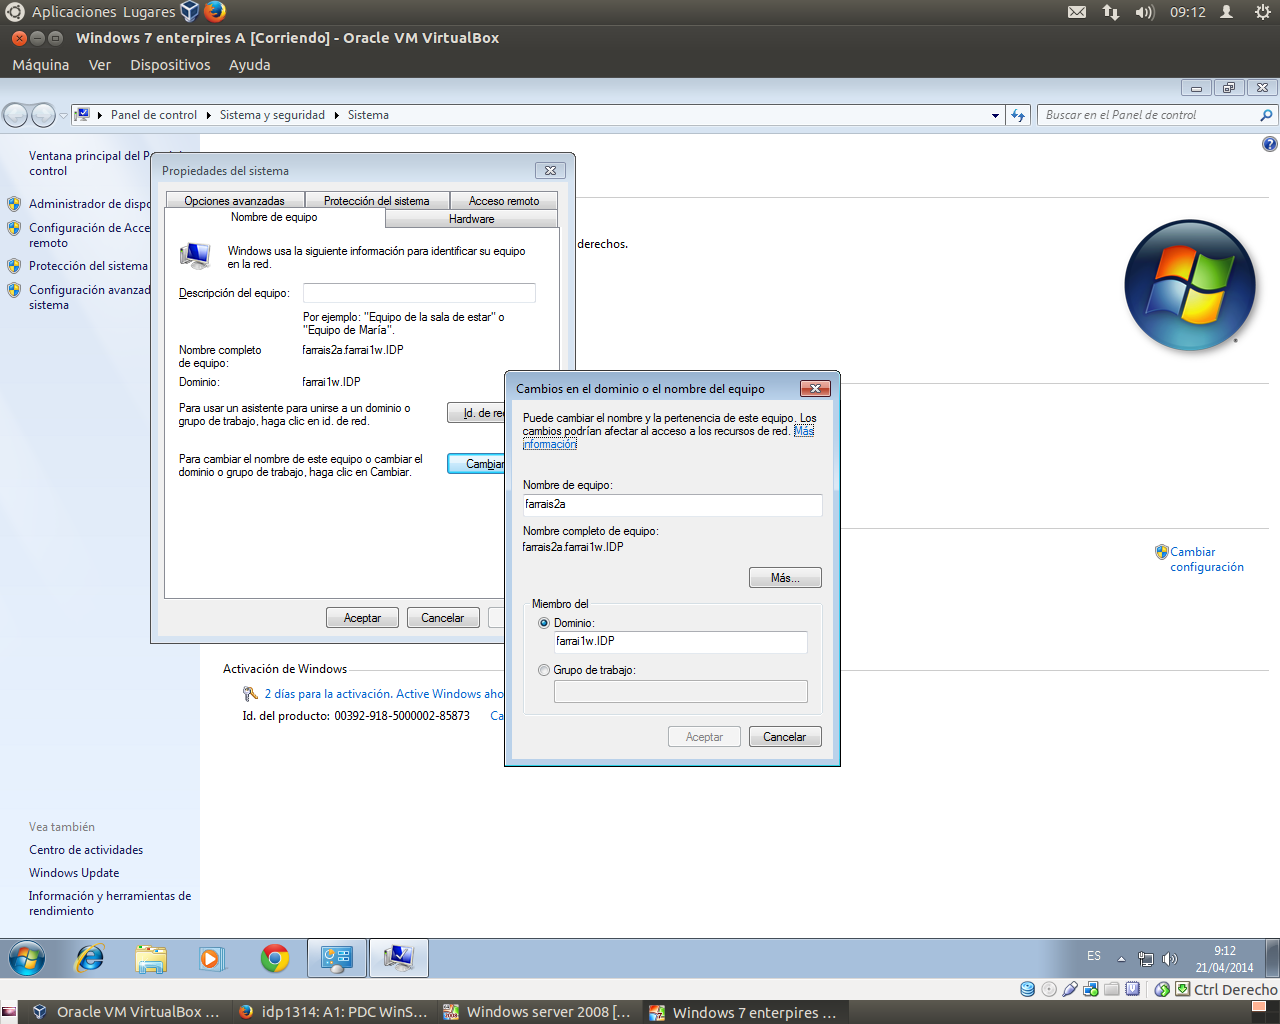 Aplicaciones Lugares
09:12
Windows 7 enterpires A [Corriendo] - Oracle VM VirtualBox
Máquina Ver Dispositivos Ayuda
Panel de control Sistema y seguridad Sistema
Buscar en el Panel de control
Ventana principal del
control
Administrador de dispo
Configuración de Acce
remoto
Protección del sistema
Configuración avanzad
sistema
Propiedades del sistema
Opciones avanzadas Protección del sistema Acceso remoto
Nombre de equipo Hardware
Windows usa la siguiente información para identificar su equipo
en la red.
Descripción del equipo:
Por ejemplo: "Equipo de la sala de estar" o
"Equipo de María".
Nombre completo
de equipo:
farrais2a.farrai1w.IDP
Dominio: farrai1w.IDP
Para usar un asistente para unirse a un dominio o
grupo de trabajo, haga clic en id. de red.
Id. de re
Para cambiar el nombre de este equipo o cambiar el
dominio o grupo de trabajo, haga clic en Cambiar.
Cambiar
Aceptar Cancelar
derechos.
Cambios en el dominio o el nombre del equipo
Puede cambiar el nombre y la pertenencia de este equipo. Los
cambios podrían afectar al acceso a los recursos de red. Más
información
Nombre de equipo:
farrais2a
Nombre completo de equipo:
farrais2a.farrai1w.IDP
Más...
Miembro del
Dominio:
farrai1w.IDP
Grupo de trabajo:
Aceptar Cancelar
Cambiar
configuración
Activación de Windows
2 días para la activación. Active Windows aho
Id. del producto: 00392-918-5000002-85873 Ca
Vea también
Centro de actividades
Windows Update
Información y herramientas de
rendimiento
ES
9:12
21/04/2014
Ctrl Derecho
Oracle VM VirtualBox ...
idp1314: A1: PDC WinS...
Windows server 2008 [...
Windows 7 enterpires ...